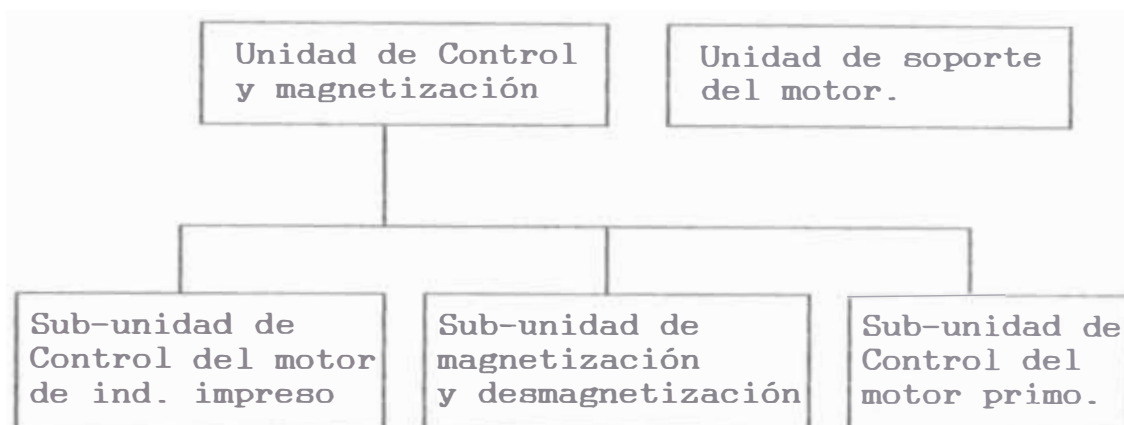 Unidad de Control
y magnetización
Unidad de soporte
del motor.
Sub-unidad de
Control del motor
de ind. impreso
Sub-unidad de
magnetización
y desmagnetización
Sub-unidad de
Control del
motor primo.